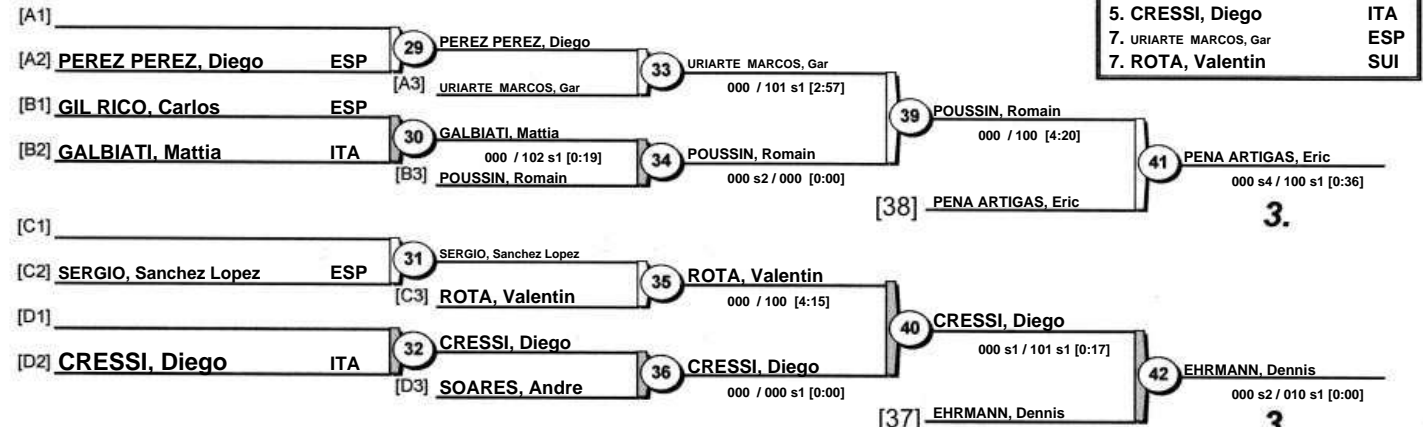 [A1]
5. CRESSI, Diego ITA
7. URIARTE MARCOS, Gar ESP
7. ROTA, Valentin SUI
[A2] PEREZ PEREZ, Diego ESP
29
PEREZ PEREZ, Diego
[A3] URIARTE MARCOS, Gar
33
URIARTE MARCOS, Gar
000 / 101 s1 [2:57]
[B1] GIL RICO, Carlos ESP
30
GALBIATI, Mattia
000 / 102 s1 [0:19]
[B2] GALBIATI, Mattia ITA
[B3] POUSSIN, Romain
34
POUSSIN, Romain
000 s2 / 000 [0:00]
39
POUSSIN, Romain
000 / 100 [4:20]
[38] PENA ARTIGAS, Eric
41
PENA ARTIGAS, Eric
000 s4 / 100 s1 [0:36]
3.
[C1]
[C2] SERGIO, Sanchez Lopez ESP
31
SERGIO, Sanchez Lopez
[C3] ROTA, Valentin
35
ROTA, Valentin
000 / 100 [4:15]
[D1]
[D2] CRESSI, Diego ITA
32
CRESSI, Diego
[D3] SOARES, Andre
36
CRESSI, Diego
000 / 000 s1 [0:00]
40
CRESSI, Diego
000 s1 / 101 s1 [0:17]
[37] EHRMANN, Dennis
42
EHRMANN, Dennis
000 s2 / 010 s1 [0:00]
3